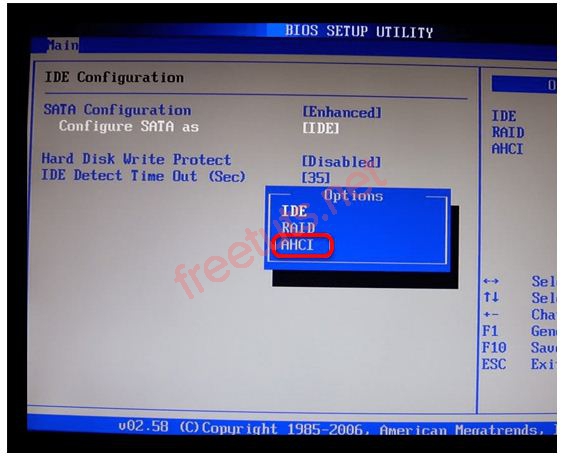 BIOS SETUP UTILITY
Main
IDE Configuration
SATA Configuration [Enhanced]
Configure SATA as [IDE]
Hard Disk Write Protect [Disabled]
IDE Detect Time Out (Sec) [35]
Options
IDE
RAID
AHCI
freetuts.net
O
IDE
RAID
AHCI
↔ Sel
↑↓ Sel
+- Cha
F1 Gen
F10 Sav
ESC Exi
v02.58 (C)Copyright 1985-2006, American Megatrends, I